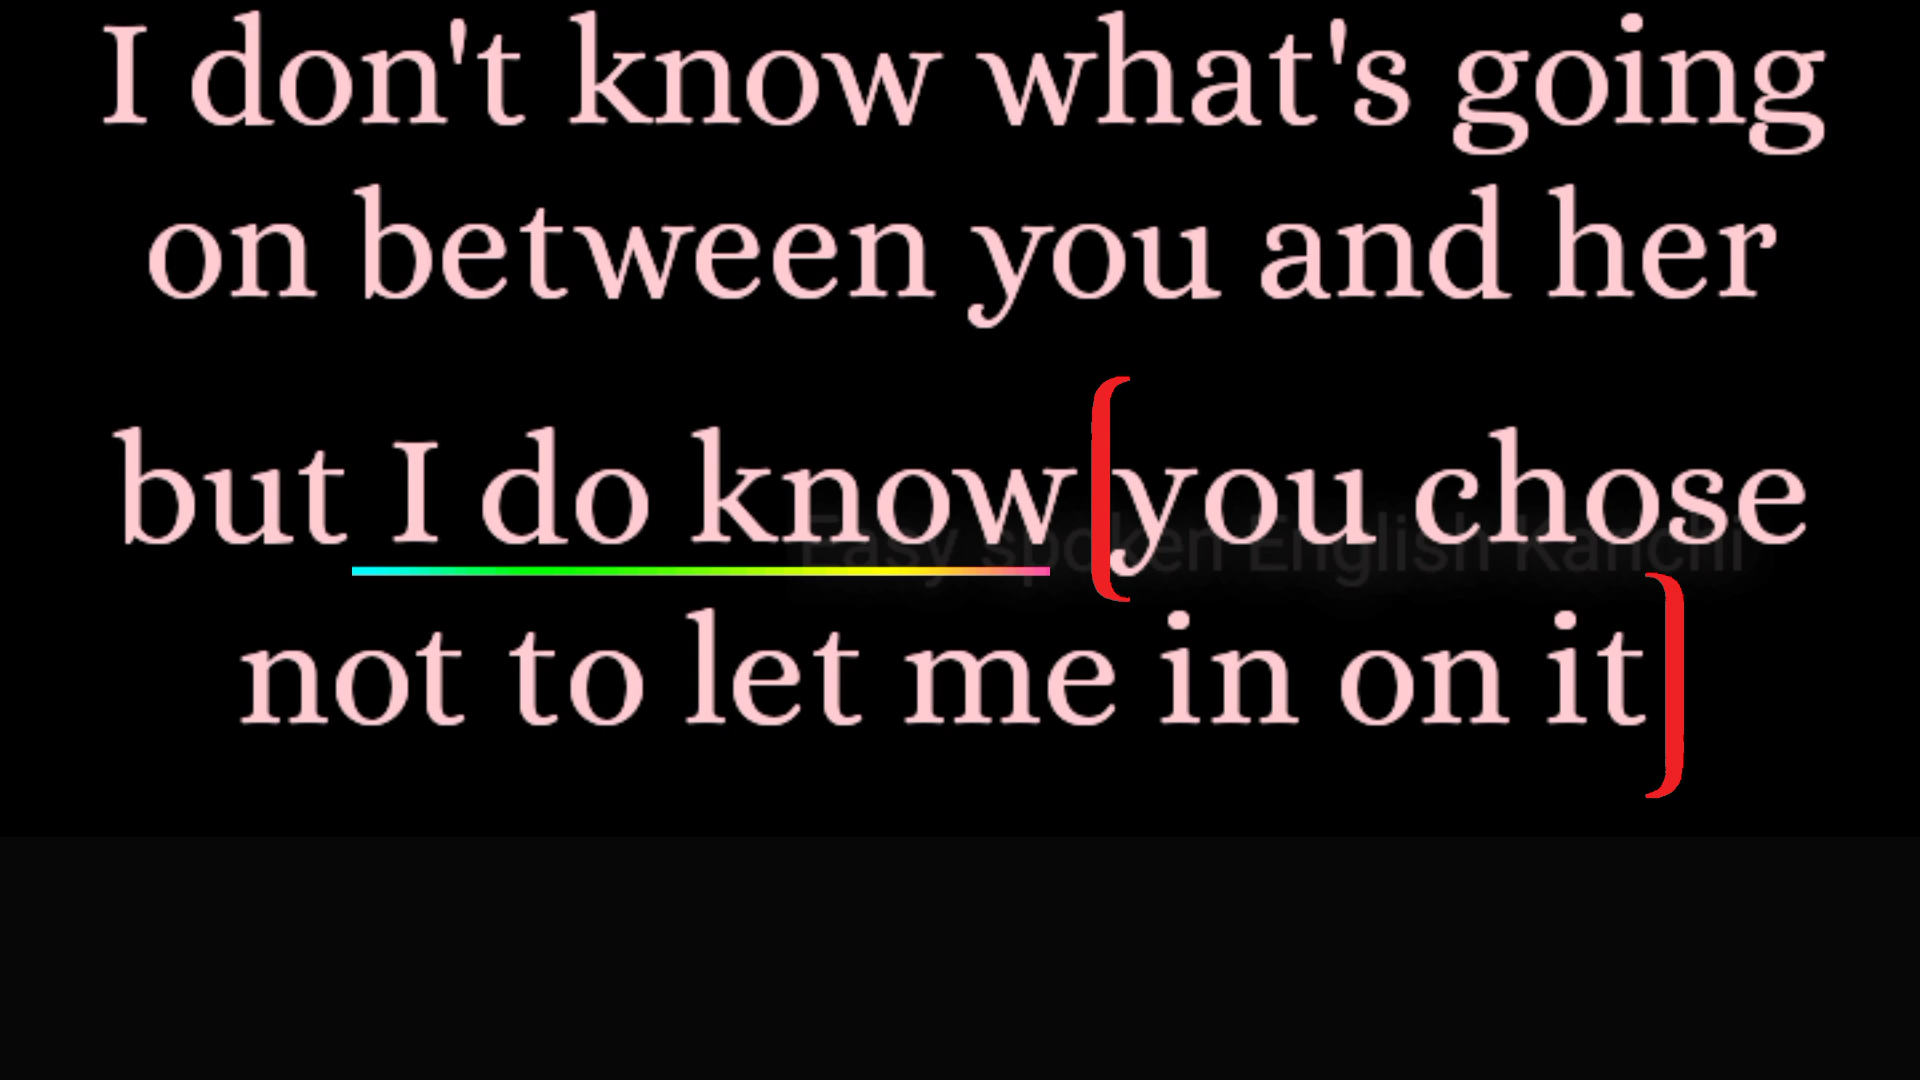 I don't know what's going
on between you and her
but I do know you chose
Easy spoken English Kanchi
not to let me in on it